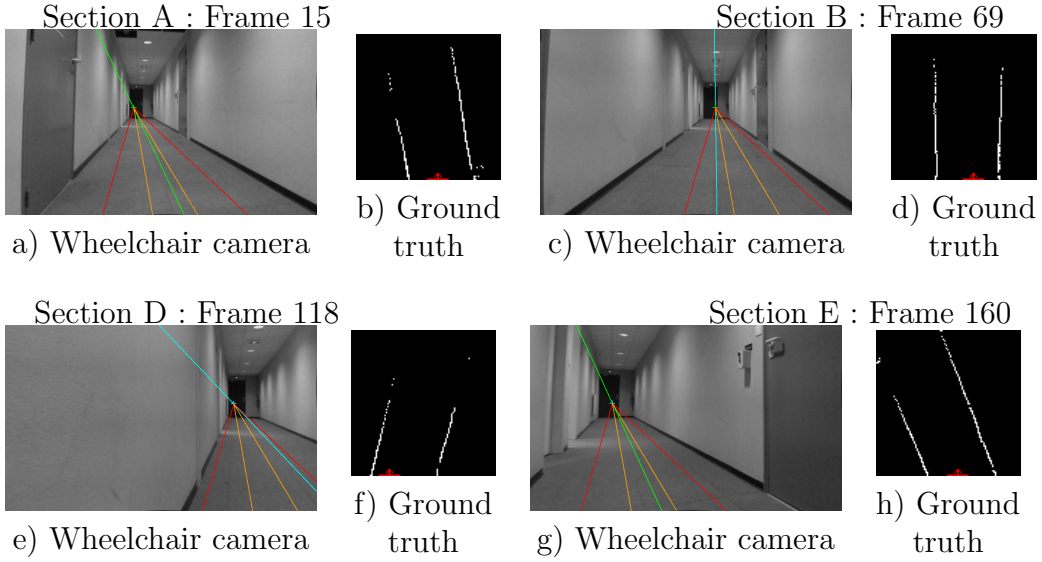 Section A : Frame 15
Section B : Frame 69
a) Wheelchair camera
b) Ground
truth
c) Wheelchair camera
d) Ground
truth
Section D : Frame 118
Section E : Frame 160
e) Wheelchair camera
f) Ground
truth
g) Wheelchair camera
h) Ground
truth